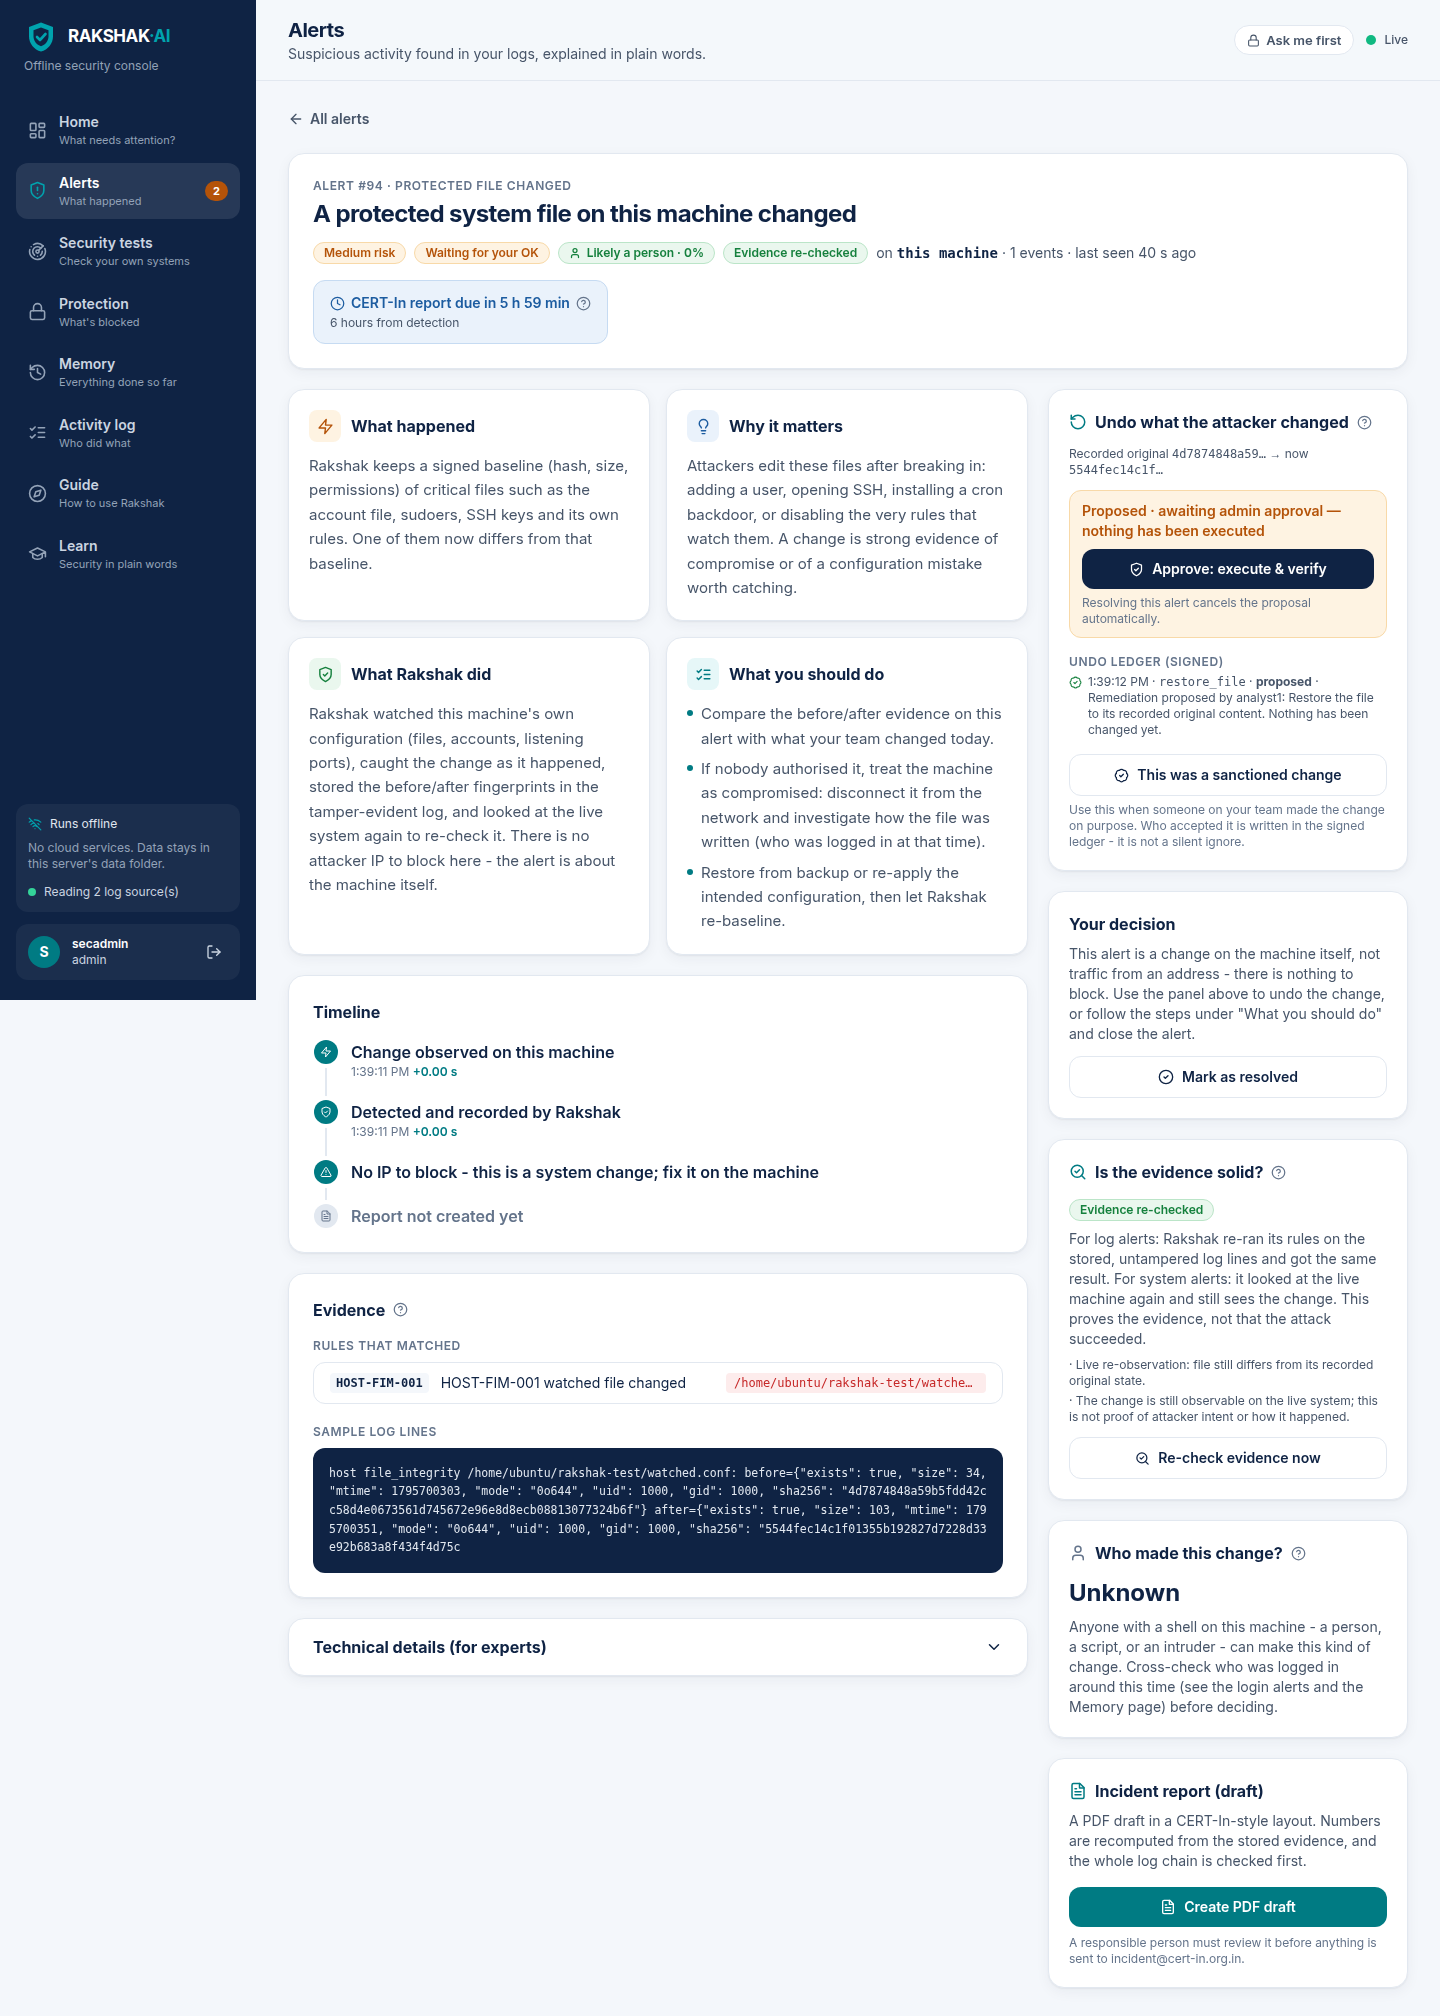 RAKSHAK·AI
Offline security console
Home
What needs attention?
Alerts
What happened
2
Security tests
Check your own systems
Protection
What's blocked
Memory
Everything done so far
Activity log
Who did what
Guide
How to use Rakshak
Learn
Security in plain words
Runs offline
No cloud services. Data stays in
this server's data folder.
Reading 2 log source(s)
S
secadmin
admin
Alerts
Suspicious activity found in your logs, explained in plain words.
Ask me first
Live
All alerts
ALERT #94 · PROTECTED FILE CHANGED
A protected system file on this machine changed
Medium risk Waiting for your OK Likely a person · 0% Evidence re-checked on this machine · 1 events · last seen 40 s ago
CERT-In report due in 5 h 59 min
6 hours from detection
What happened
Rakshak keeps a signed baseline (hash, size,
permissions) of critical files such as the
account file, sudoers, SSH keys and its own
rules. One of them now differs from that
baseline.
Why it matters
Attackers edit these files after breaking in:
adding a user, opening SSH, installing a cron
backdoor, or disabling the very rules that
watch them. A change is strong evidence of
compromise or of a configuration mistake
worth catching.
What Rakshak did
Rakshak watched this machine's own
configuration (files, accounts, listening
ports), caught the change as it happened,
stored the before/after fingerprints in the
tamper-evident log, and looked at the live
system again to re-check it. There is no
attacker IP to block here - the alert is about
the machine itself.
What you should do
Compare the before/after evidence on this
alert with what your team changed today.
If nobody authorised it, treat the machine
as compromised: disconnect it from the
network and investigate how the file was
written (who was logged in at that time).
Restore from backup or re-apply the
intended configuration, then let Rakshak
re-baseline.
Timeline
Change observed on this machine
1:39:11 PM +0.00 s
Detected and recorded by Rakshak
1:39:11 PM +0.00 s
No IP to block - this is a system change; fix it on the machine
Report not created yet
Evidence
RULES THAT MATCHED
HOST-FIM-001 HOST-FIM-001 watched file changed /home/ubuntu/rakshak-test/watche…
SAMPLE LOG LINES
host file_integrity /home/ubuntu/rakshak-test/watched.conf: before={"exists": true, "size": 34,
"mtime": 1795700303, "mode": "0o644", "uid": 1000, "gid": 1000, "sha256": "4d7874848a59b5fdd42c
c58d4e0673561d745672e96e8d8ecb08813077324b6f"} after={"exists": true, "size": 103, "mtime": 179
5700351, "mode": "0o644", "uid": 1000, "gid": 1000, "sha256": "5544fec14c1f01355b192827d7228d33
e92b683a8f434f4d75c
Technical details (for experts)
Undo what the attacker changed
Recorded original 4d7874848a59… → now
5544fec14c1f…
Proposed · awaiting admin approval —
nothing has been executed
Approve: execute & verify
Resolving this alert cancels the proposal
automatically.
UNDO LEDGER (SIGNED)
1:39:12 PM · restore_file · proposed ·
Remediation proposed by analyst1: Restore the file
to its recorded original content. Nothing has been
changed yet.
This was a sanctioned change
Use this when someone on your team made the change
on purpose. Who accepted it is written in the signed
ledger - it is not a silent ignore.
Your decision
This alert is a change on the machine itself, not
traffic from an address - there is nothing to
block. Use the panel above to undo the change,
or follow the steps under "What you should do"
and close the alert.
Mark as resolved
Is the evidence solid?
Evidence re-checked
For log alerts: Rakshak re-ran its rules on the
stored, untampered log lines and got the same
result. For system alerts: it looked at the live
machine again and still sees the change. This
proves the evidence, not that the attack
succeeded.
· Live re-observation: file still differs from its recorded
original state.
· The change is still observable on the live system; this
is not proof of attacker intent or how it happened.
Re-check evidence now
Who made this change?
Unknown
Anyone with a shell on this machine - a person,
a script, or an intruder - can make this kind of
change. Cross-check who was logged in
around this time (see the login alerts and the
Memory page) before deciding.
Incident report (draft)
A PDF draft in a CERT-In-style layout. Numbers
are recomputed from the stored evidence, and
the whole log chain is checked first.
Create PDF draft
A responsible person must review it before anything is
sent to incident@cert-in.org.in.